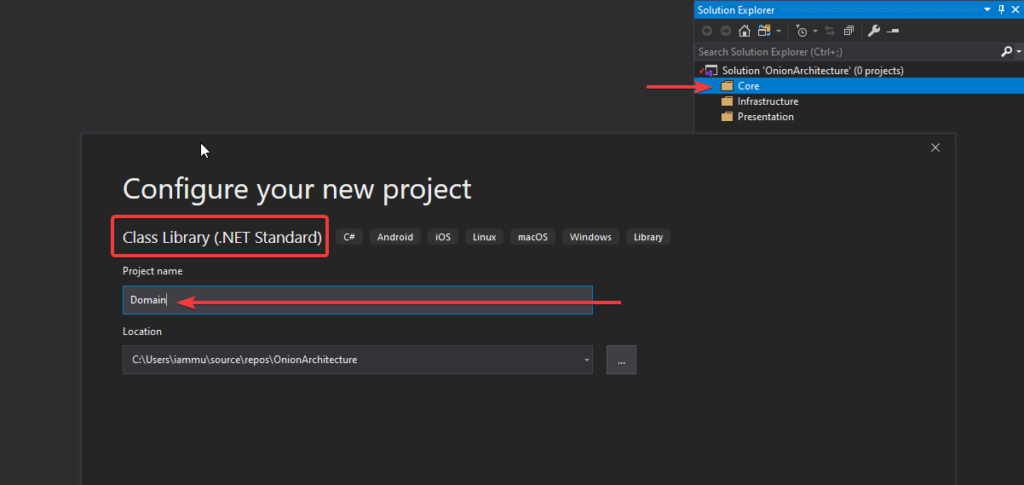 Solution Explorer
Search Solution Explorer (Ctrl+;)
Solution 'OnionArchitecture' (0 projects)
Core
Infrastructure
Presentation
Configure your new project
Class Library (.NET Standard) C# Android iOS Linux macOS Windows Library
Project name
Domain
Location
C:\Users\iammu\source\repos\OnionArchitecture
...